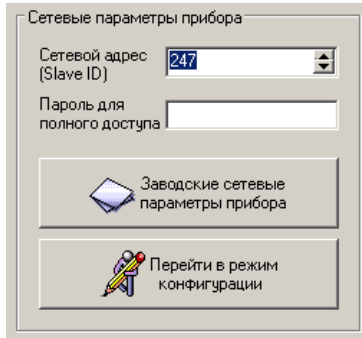 Сетевые параметры прибора
Сетевой адрес
(Slave ID)
247
Пароль для
полного доступа
Заводские сетевые
параметры прибора
Перейти в режим
конфигурации